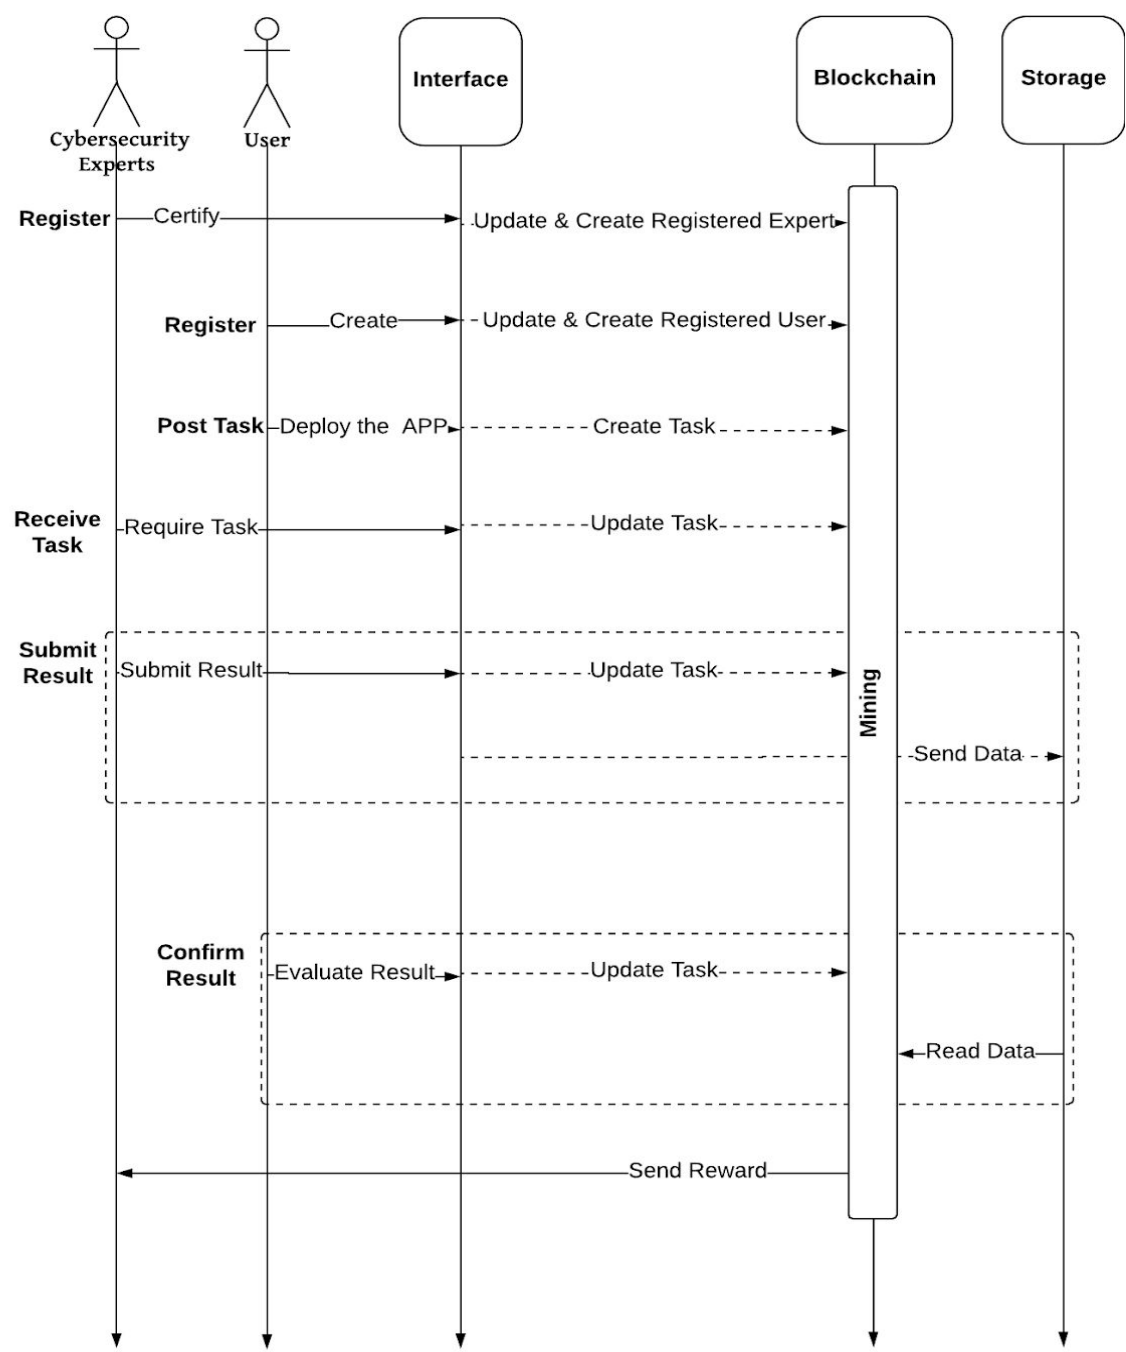 Cybersecurity
Experts
User
Interface
Blockchain
Storage
Register
Certify
Update & Create Registered Expert
Register
Create
Update & Create Registered User
Post Task
Deploy the APP
Create Task
Receive
Task
Require Task
Update Task
Submit
Result
Submit Result
Update Task
Mining
Send Data
Confirm
Result
Evaluate Result
Update Task
Read Data
Send Reward